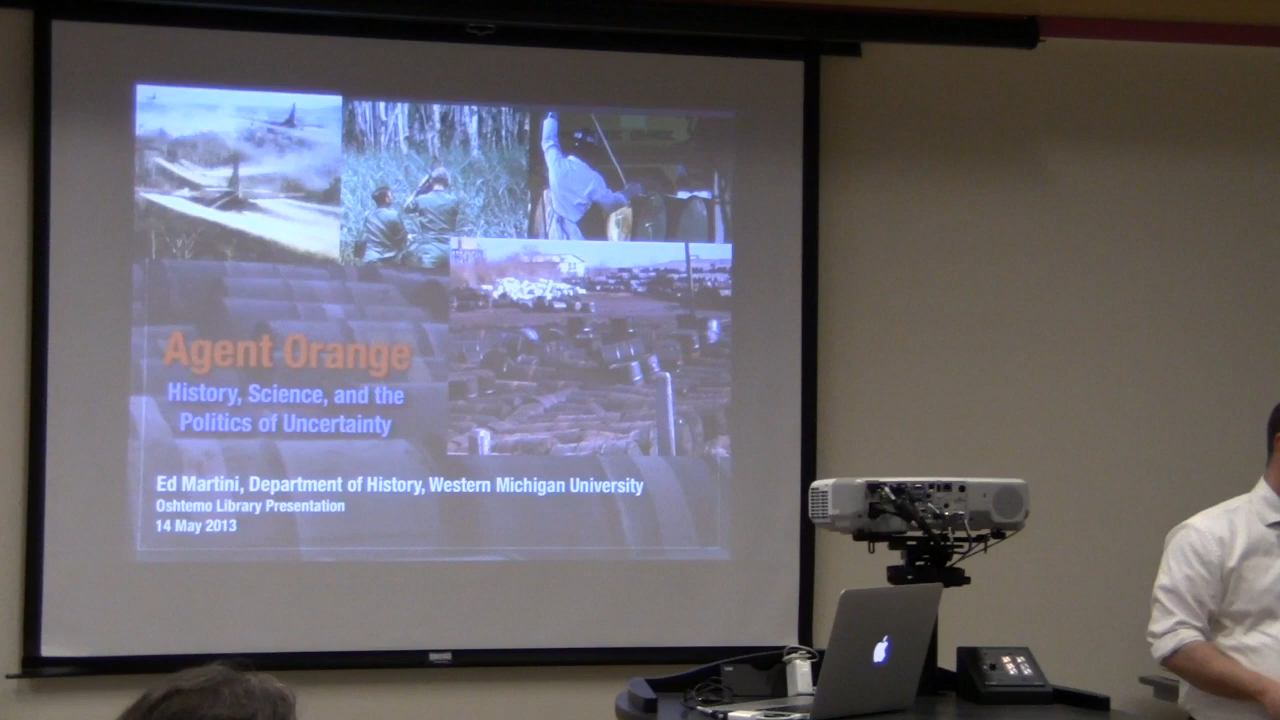 Agent Orange
History, Science, and the
Politics of Uncertainty
Ed Martini, Department of History, Western Michigan University
Oshtemo Library Presentation
14 May 2013